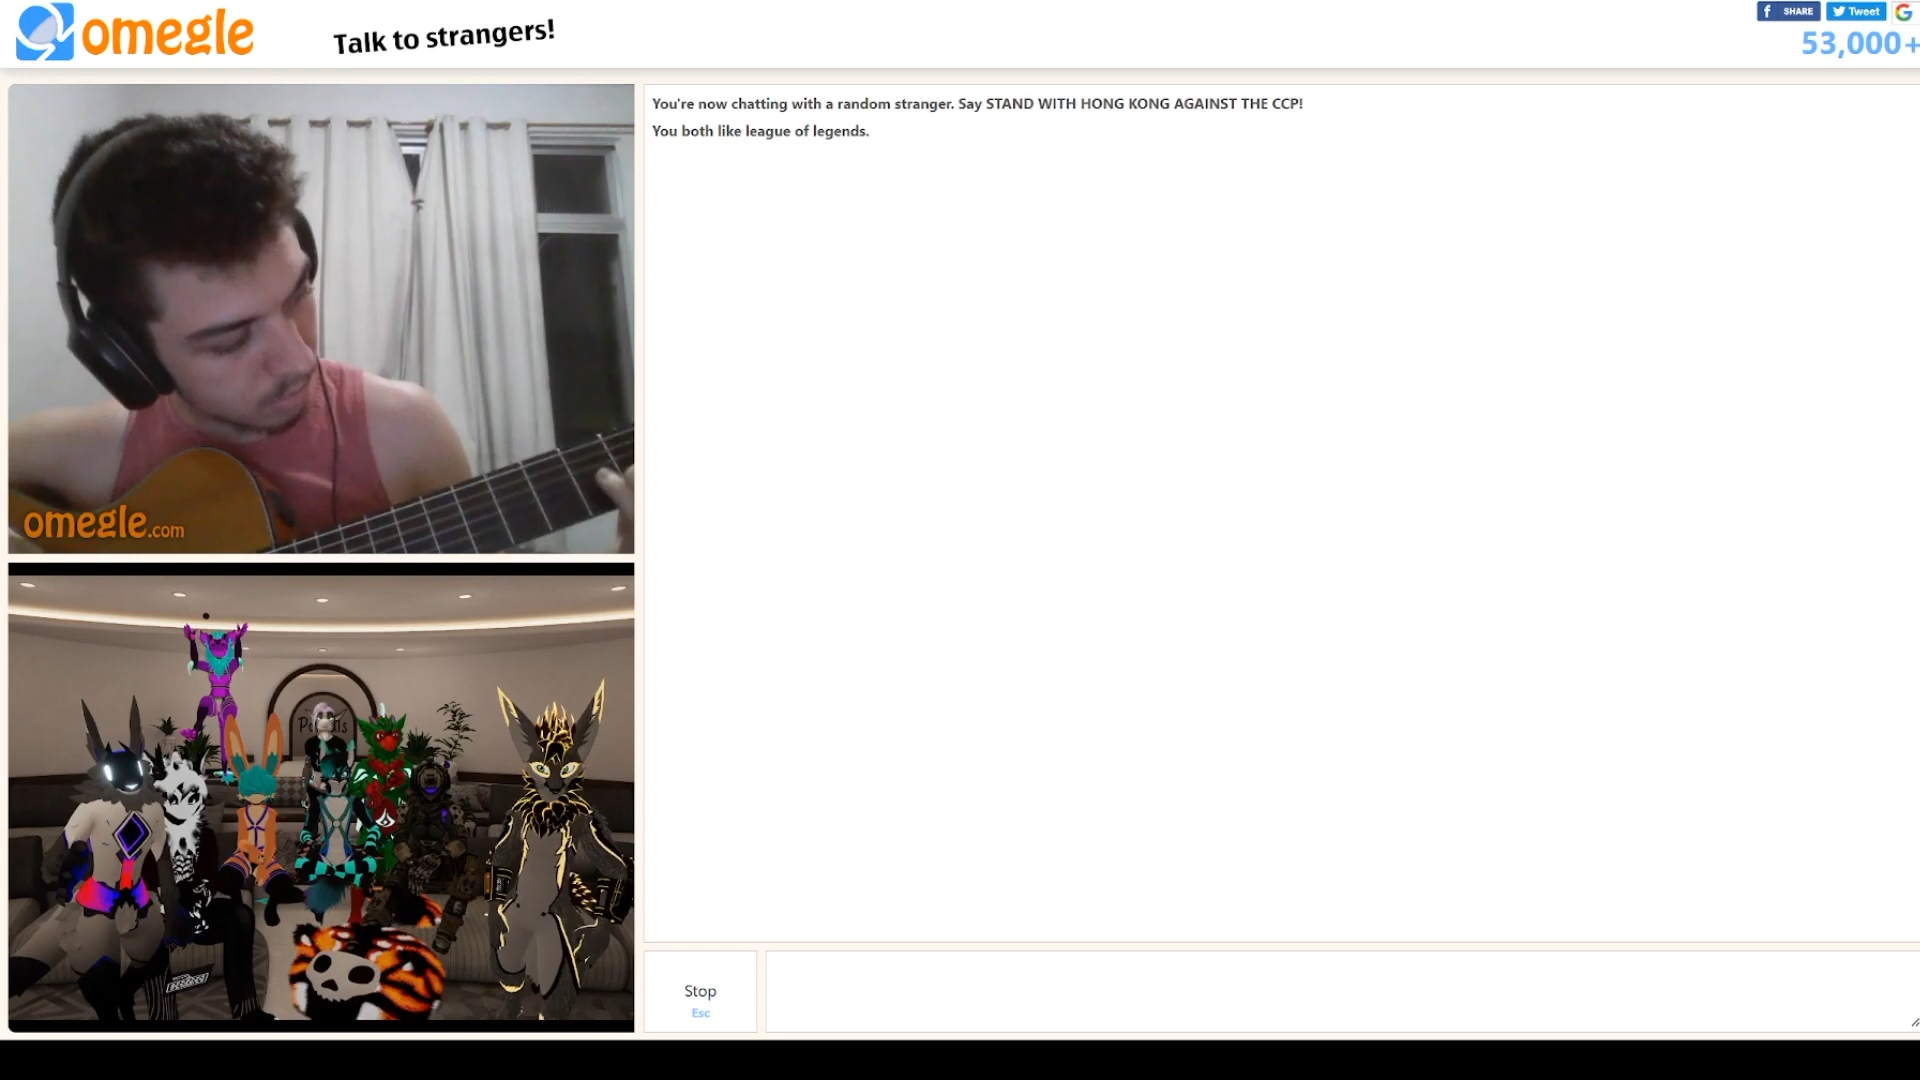 omegle
Talk to strangers!
SHARE
Tweet
53,000+
You're now chatting with a random stranger. Say STAND WITH HONG KONG AGAINST THE CCP!
You both like league of legends.
omegle.com
Stop
Esc